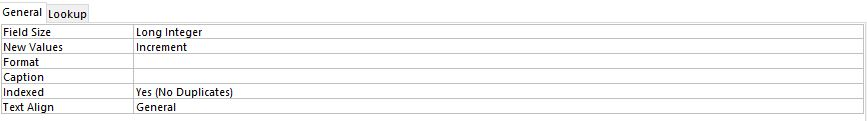 General Lookup
Field Size Long Integer
New Values Increment
Format
Caption
Indexed Yes (No Duplicates)
Text Align General